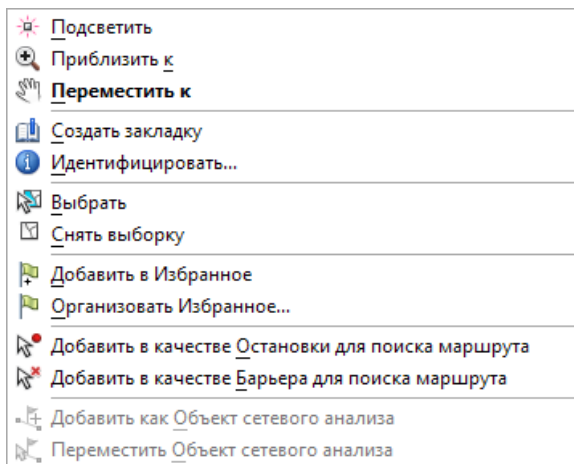 Подсветить
Приблизить к
Переместить к
Создать закладку
Идентифицировать...
Выбрать
Снять выборку
Добавить в Избранное
Организовать Избранное...
Добавить в качестве Остановки для поиска маршрута
Добавить в качестве Барьера для поиска маршрута
Добавить как Объект сетевого анализа
Переместить Объект сетевого анализа